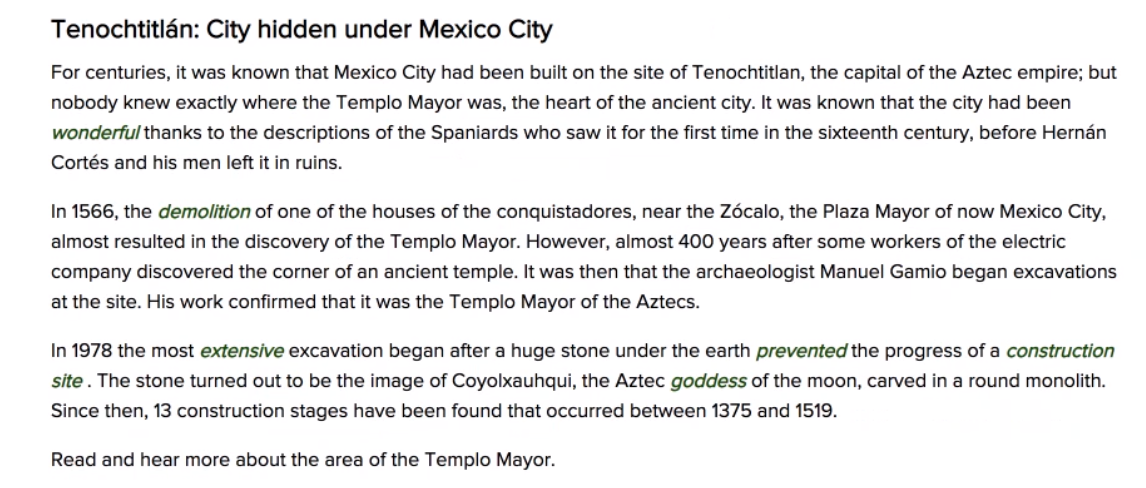 Tenochtitlán: City hidden under Mexico City
For centuries, it was known that Mexico City had been built on the site of Tenochtitlan, the capital of the Aztec empire; but
nobody knew exactly where the Templo Mayor was, the heart of the ancient city. It was known that the city had been
wonderful thanks to the descriptions of the Spaniards who saw it for the first time in the sixteenth century, before Hernán
Cortés and his men left it in ruins.
In 1566, the demolition of one of the houses of the conquistadores, near the Zócalo, the Plaza Mayor of now Mexico City,
almost resulted in the discovery of the Templo Mayor. However, almost 400 years after some workers of the electric
company discovered the corner of an ancient temple. It was then that the archaeologist Manuel Gamio began excavations
at the site. His work confirmed that it was the Templo Mayor of the Aztecs.
In 1978 the most extensive excavation began after a huge stone under the earth prevented the progress of a construction
site . The stone turned out to be the image of Coyolxauhqui, the Aztec goddess of the moon, carved in a round monolith.
Since then, 13 construction stages have been found that occurred between 1375 and 1519.
Read and hear more about the area of the Templo Mayor.